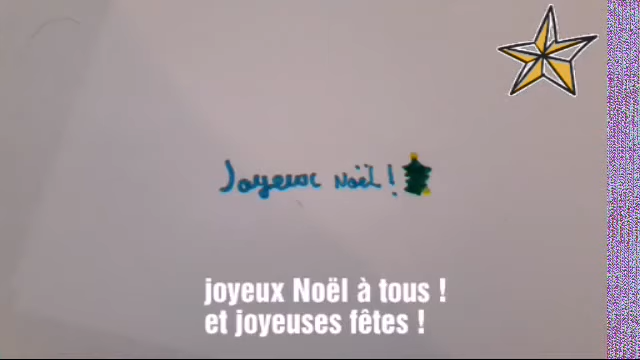 Joyeux Noël !
joyeux Noël à tous !
et joyeuses fêtes !